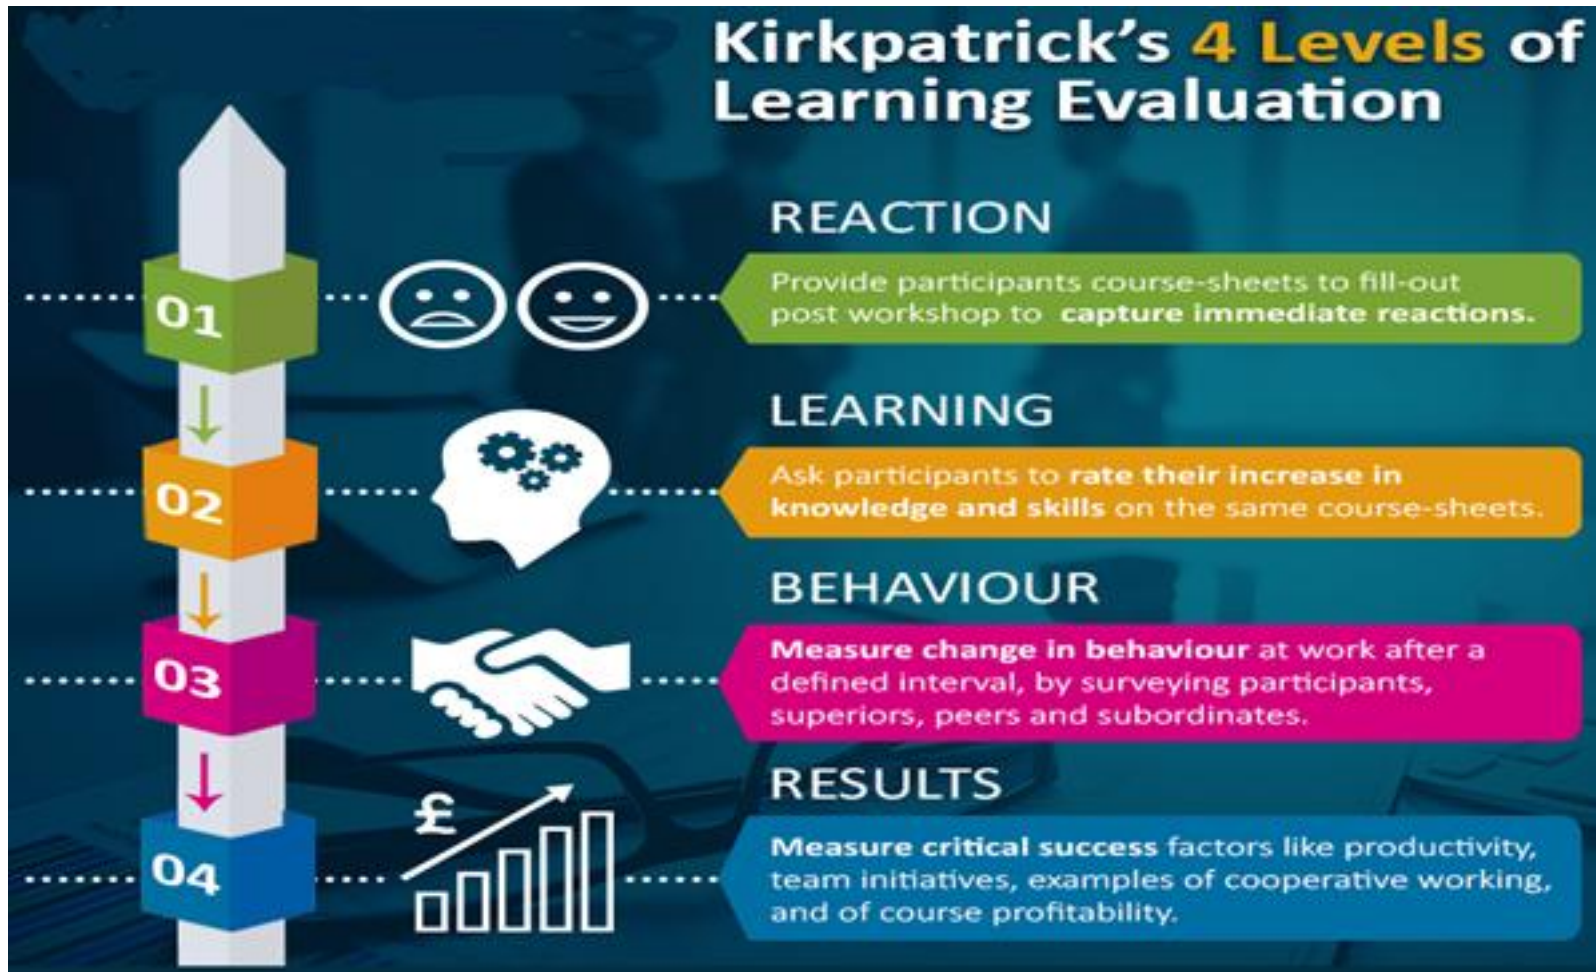 Kirkpatrick's 4 Levels of
Learning Evaluation
REACTION
01
Provide participants course-sheets to fill-out
post workshop to capture immediate reactions.
LEARNING
02
Ask participants to rate their increase in
knowledge and skills on the same course-sheets.
BEHAVIOUR
03
Measure change in behaviour at work after a
defined interval, by surveying participants,
superiors, peers and subordinates.
RESULTS
£
04
Measure critical success factors like productivity,
team initiatives, examples of cooperative working,
and of course profitability.